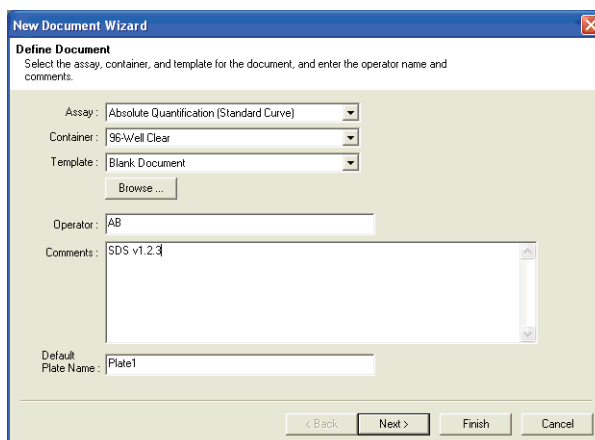 New Document Wizard
Define Document
Select the assay, container, and template for the document, and enter the operator name and
comments.
Assay : Absolute Quantification (Standard Curve)
Container : 96-Well Clear
Template : Blank Document
Browse ...
Operator : AB
Comments : SDS v1.2.3
Default
Plate Name : Plate1
< Back Next > Finish Cancel